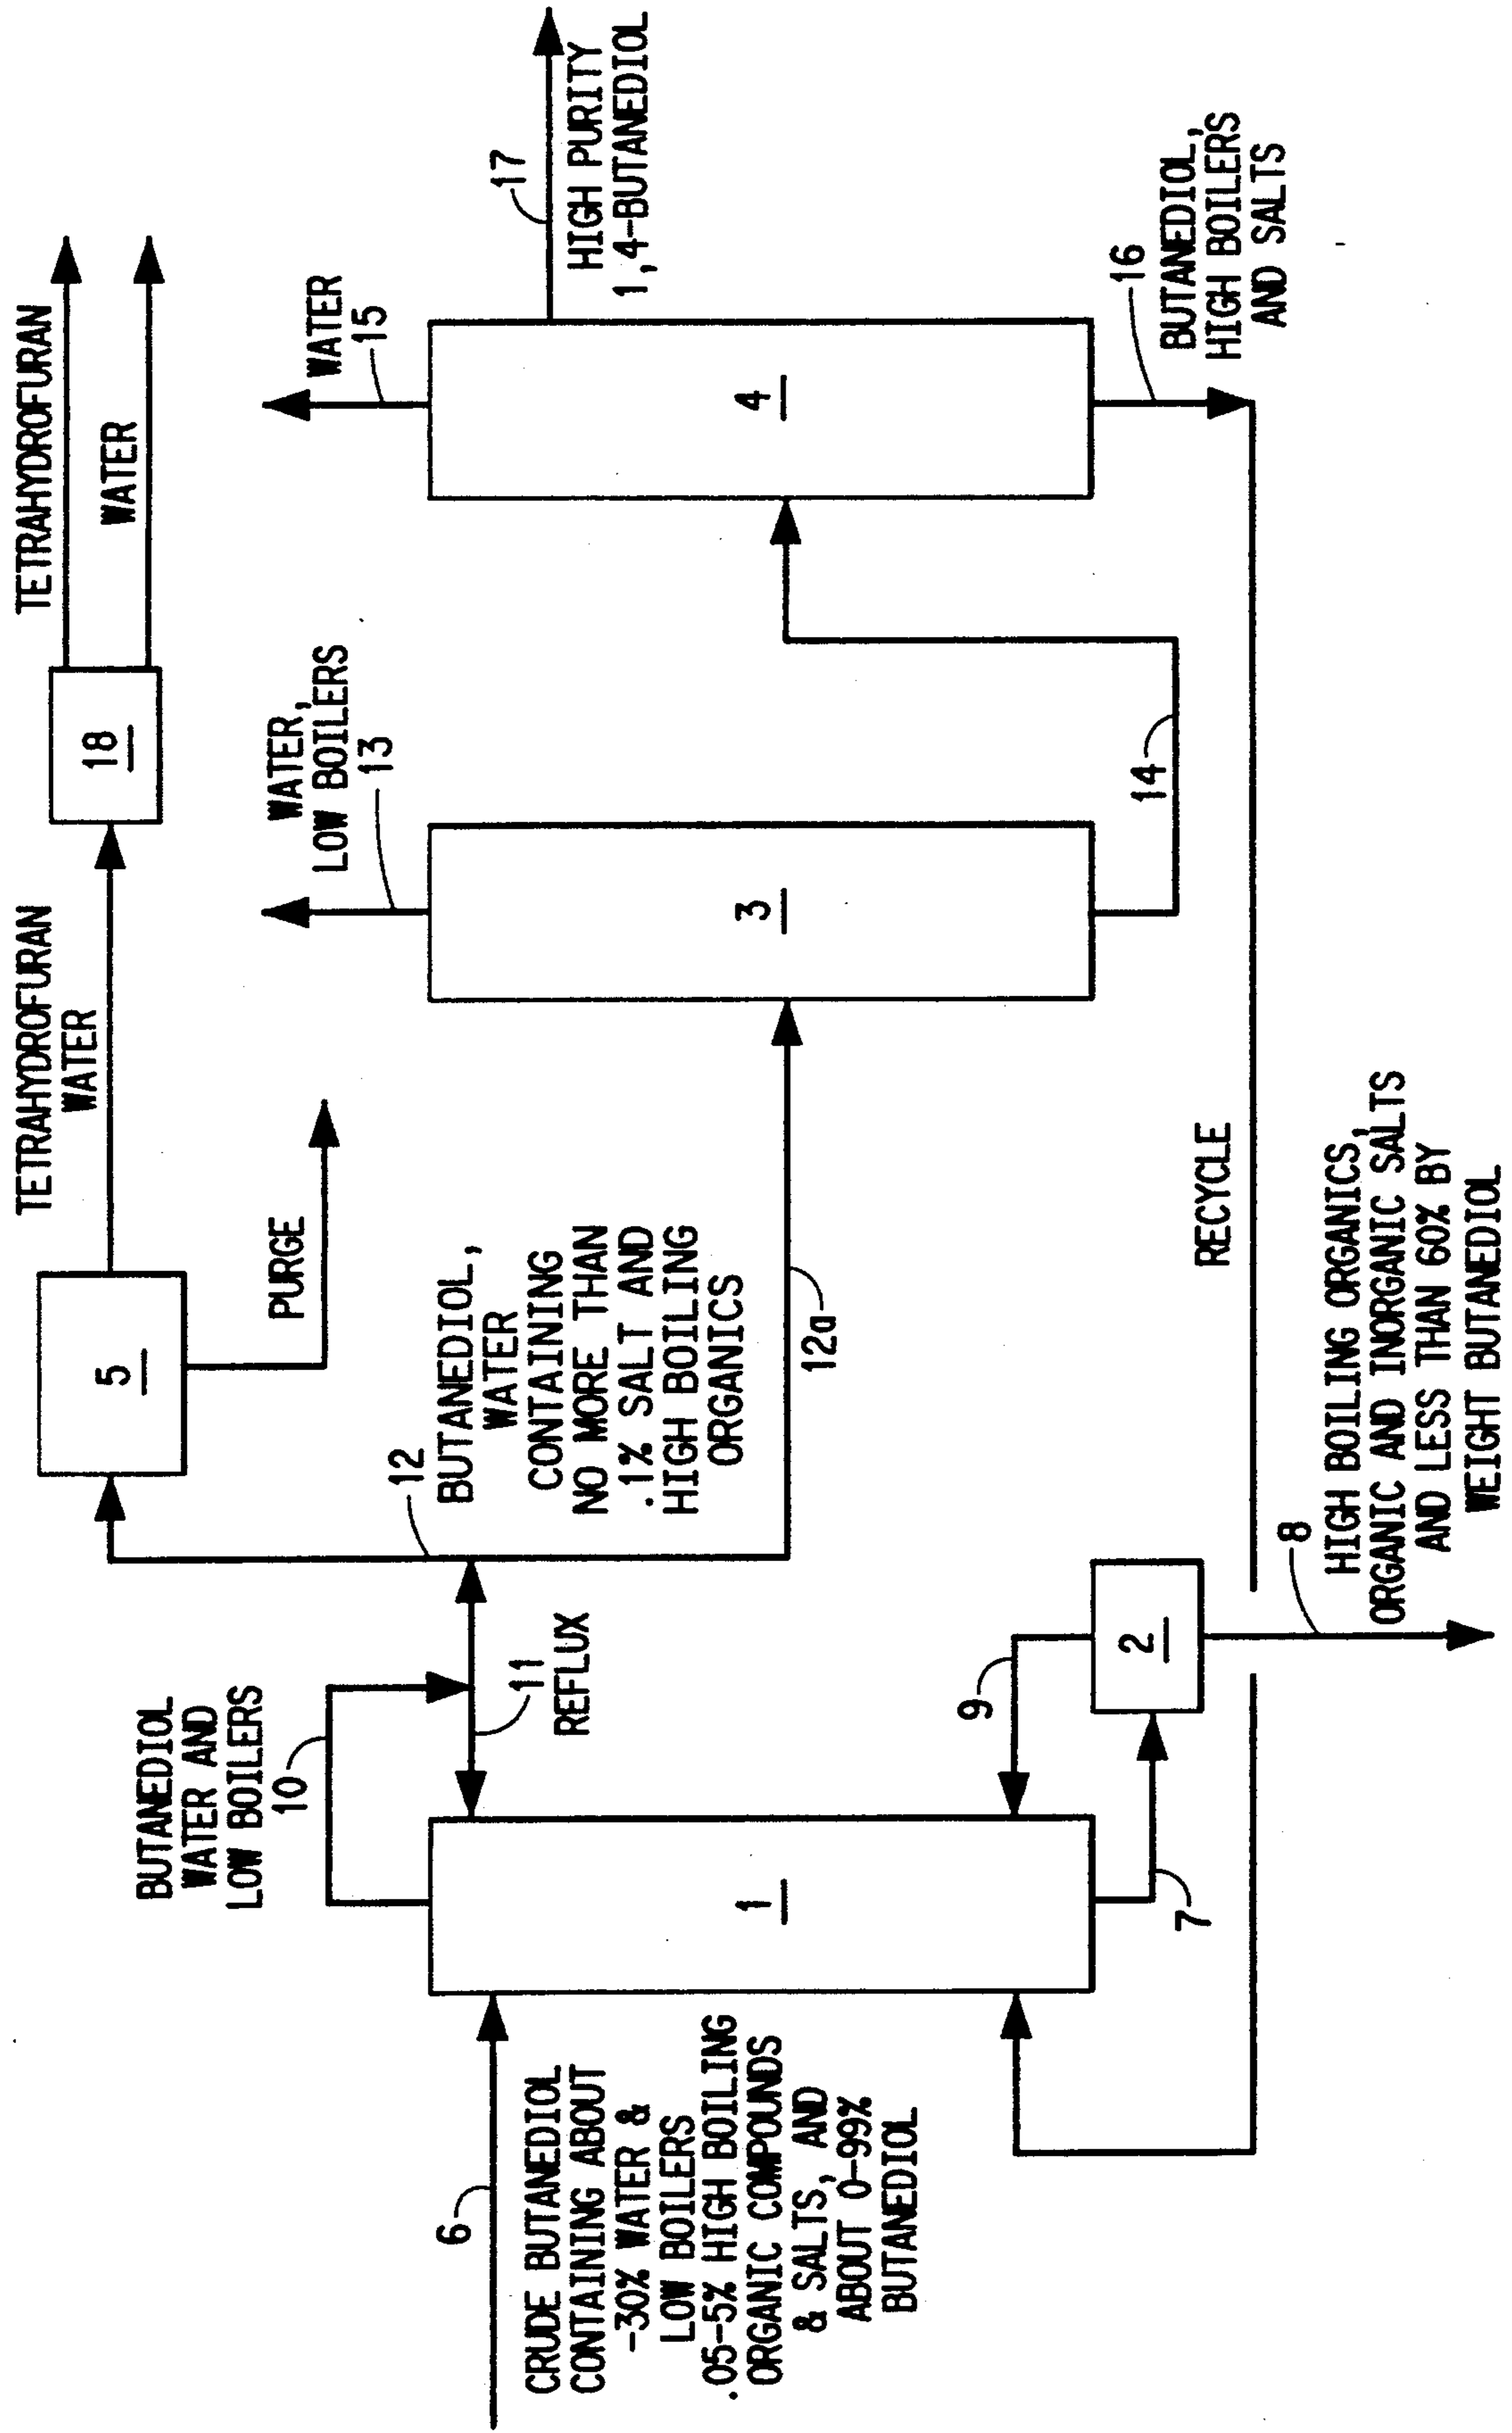 TETRAHYDROFURAN
WATER
TETRAHYDROFURAN
WATER
5
18
PURGE
BUTANEDIOL
WATER AND
LOW BOILERS
10
11
REFLUX
12
BUTANEDIOL,
WATER
CONTAINING
NO MORE THAN
.1% SALT AND
HIGH BOILING
ORGANICS
12a
WATER,
LOW BOILERS
13
WATER
15
17
HIGH PURITY
1,4-BUTANEDIOL
6
CRUDE BUTANEDIOL
CONTAINING ABOUT
-30% WATER &
LOW BOILERS
.05-5% HIGH BOILING
ORGANIC COMPOUNDS
& SALTS, AND
ABOUT 0-99%
BUTANEDIOL
1
3
4
9
2
7
14
16
BUTANEDIOL,
HIGH BOILERS
AND SALTS
RECYCLE
8
HIGH BOILING ORGANICS,
ORGANIC AND INORGANIC SALTS
AND LESS THAN 60% BY
WEIGHT BUTANEDIOL